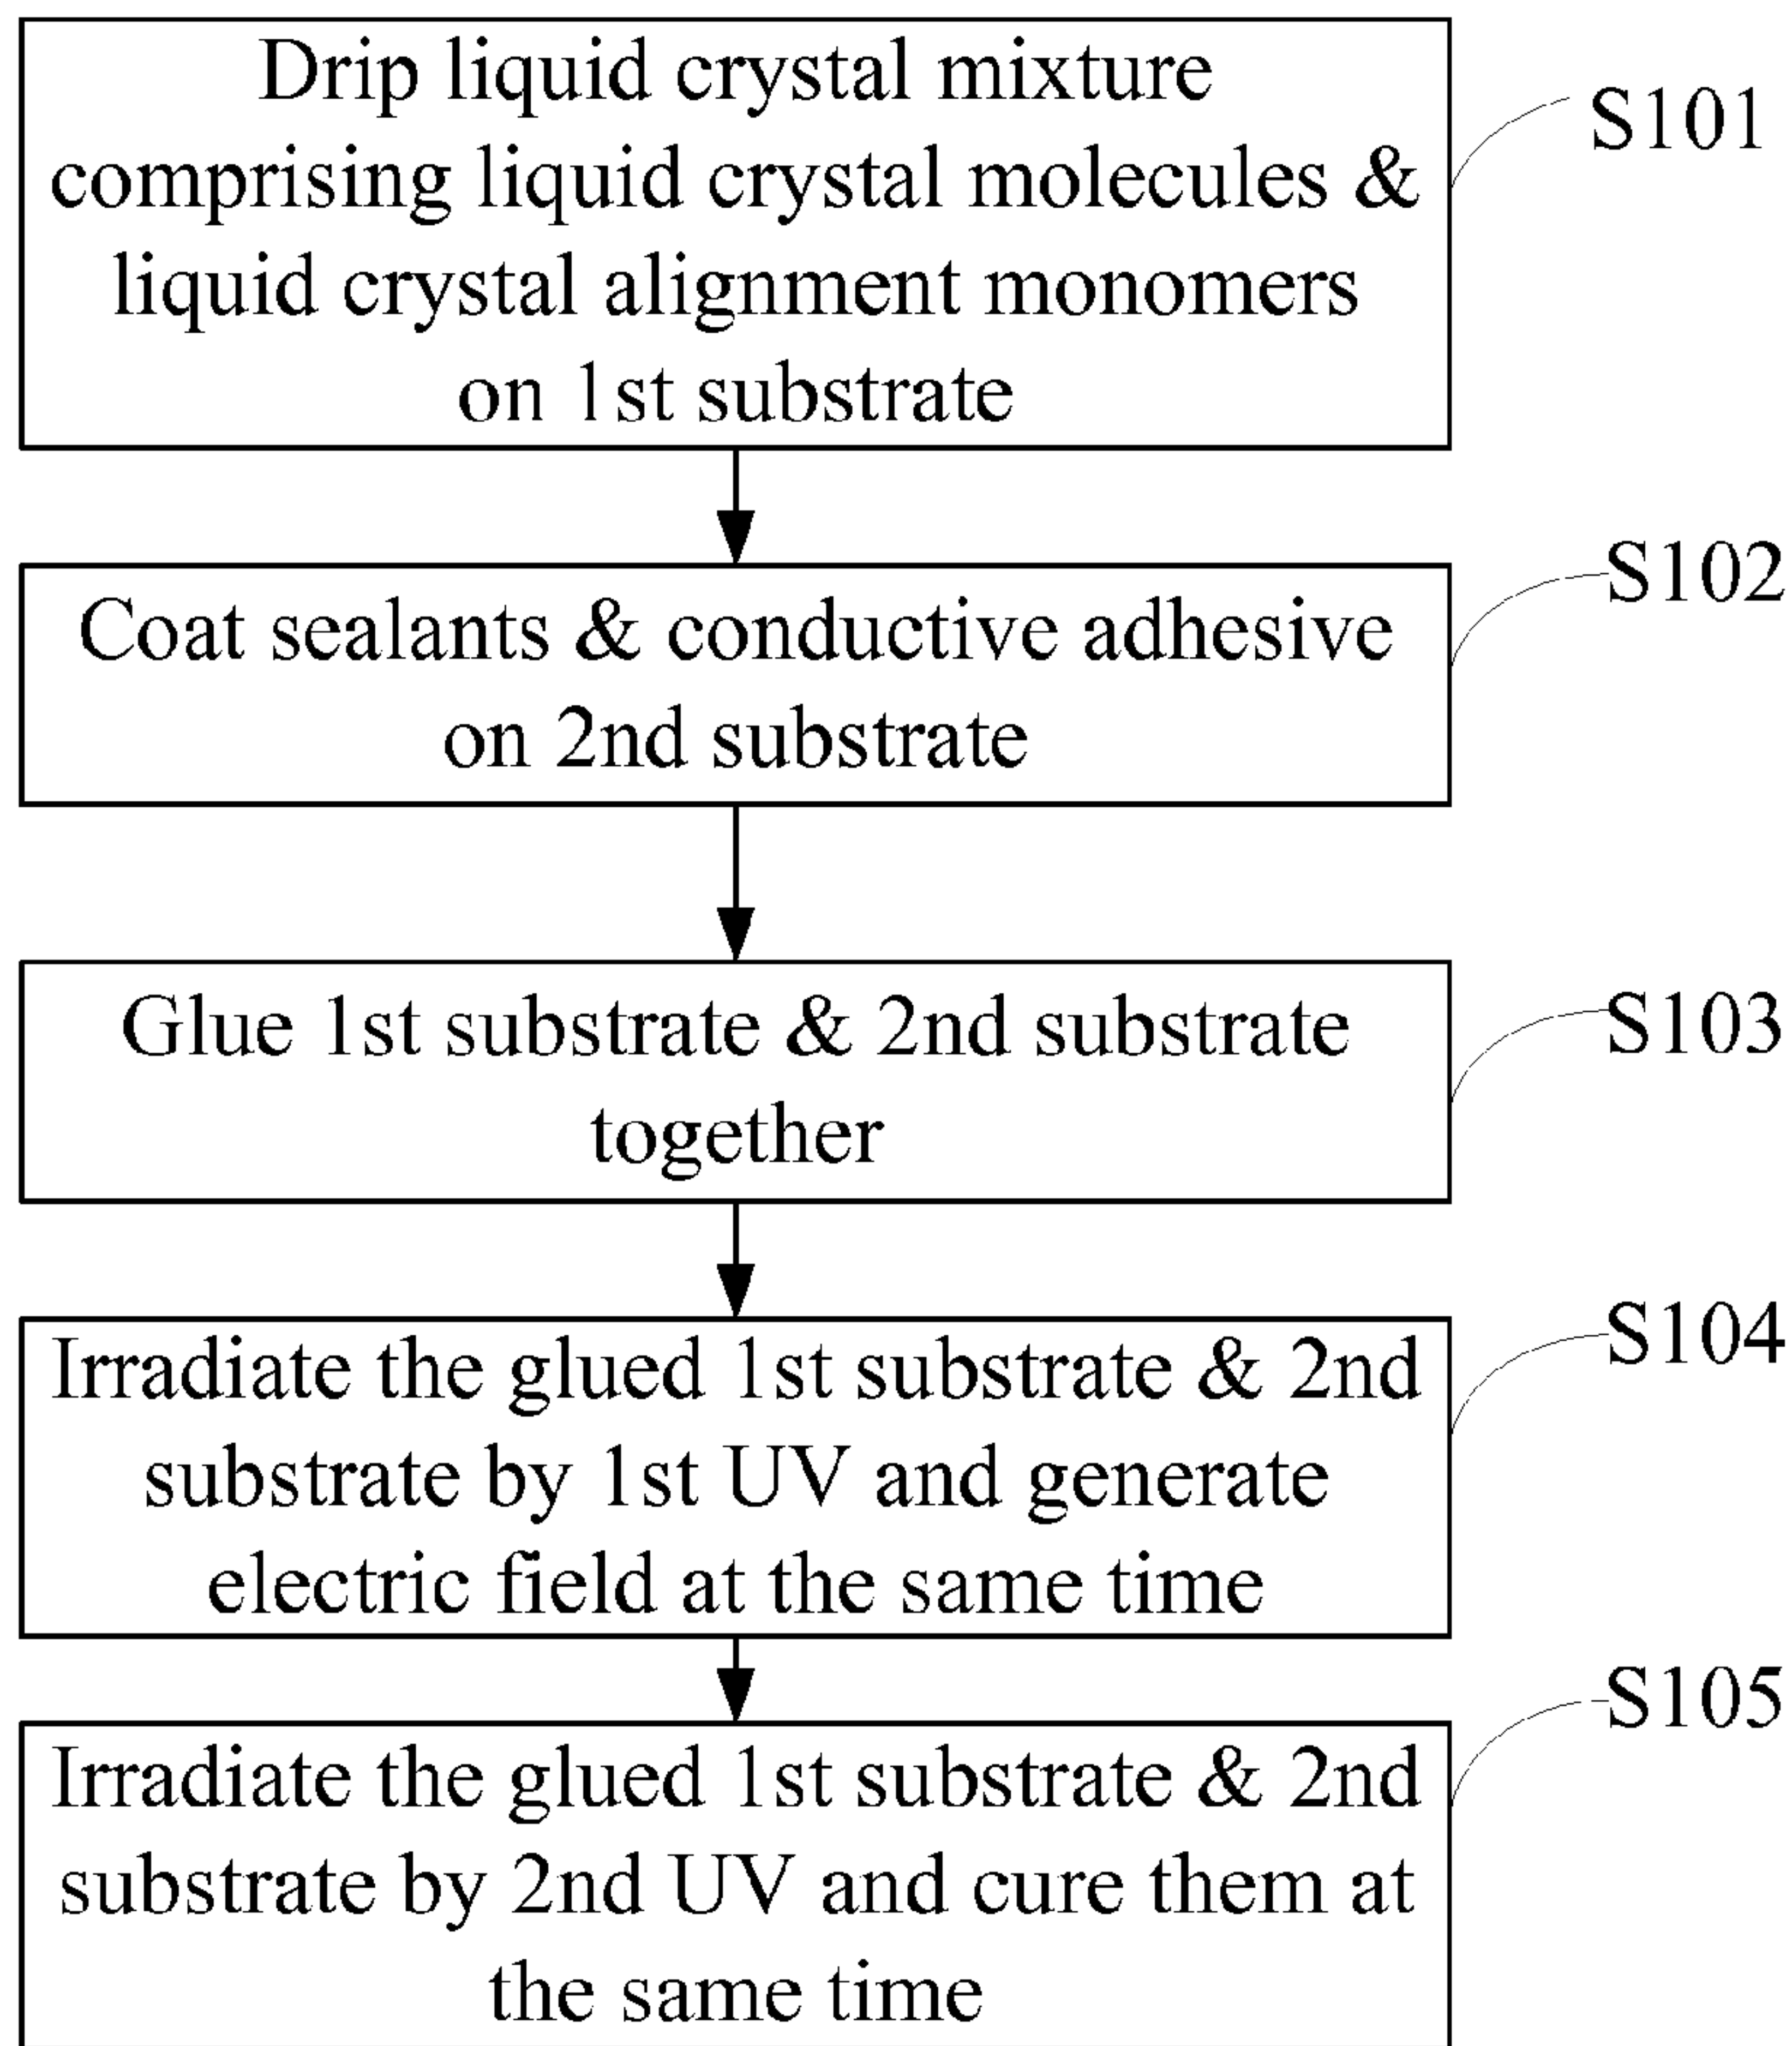 Drip liquid crystal mixture
comprising liquid crystal molecules &
liquid crystal alignment monomers
on 1st substrate
S101
Coat sealants & conductive adhesive
on 2nd substrate
S102
Glue 1st substrate & 2nd substrate
together
S103
Irradiate the glued 1st substrate & 2nd
substrate by 1st UV and generate
electric field at the same time
S104
Irradiate the glued 1st substrate & 2nd
substrate by 2nd UV and cure them at
the same time
S105